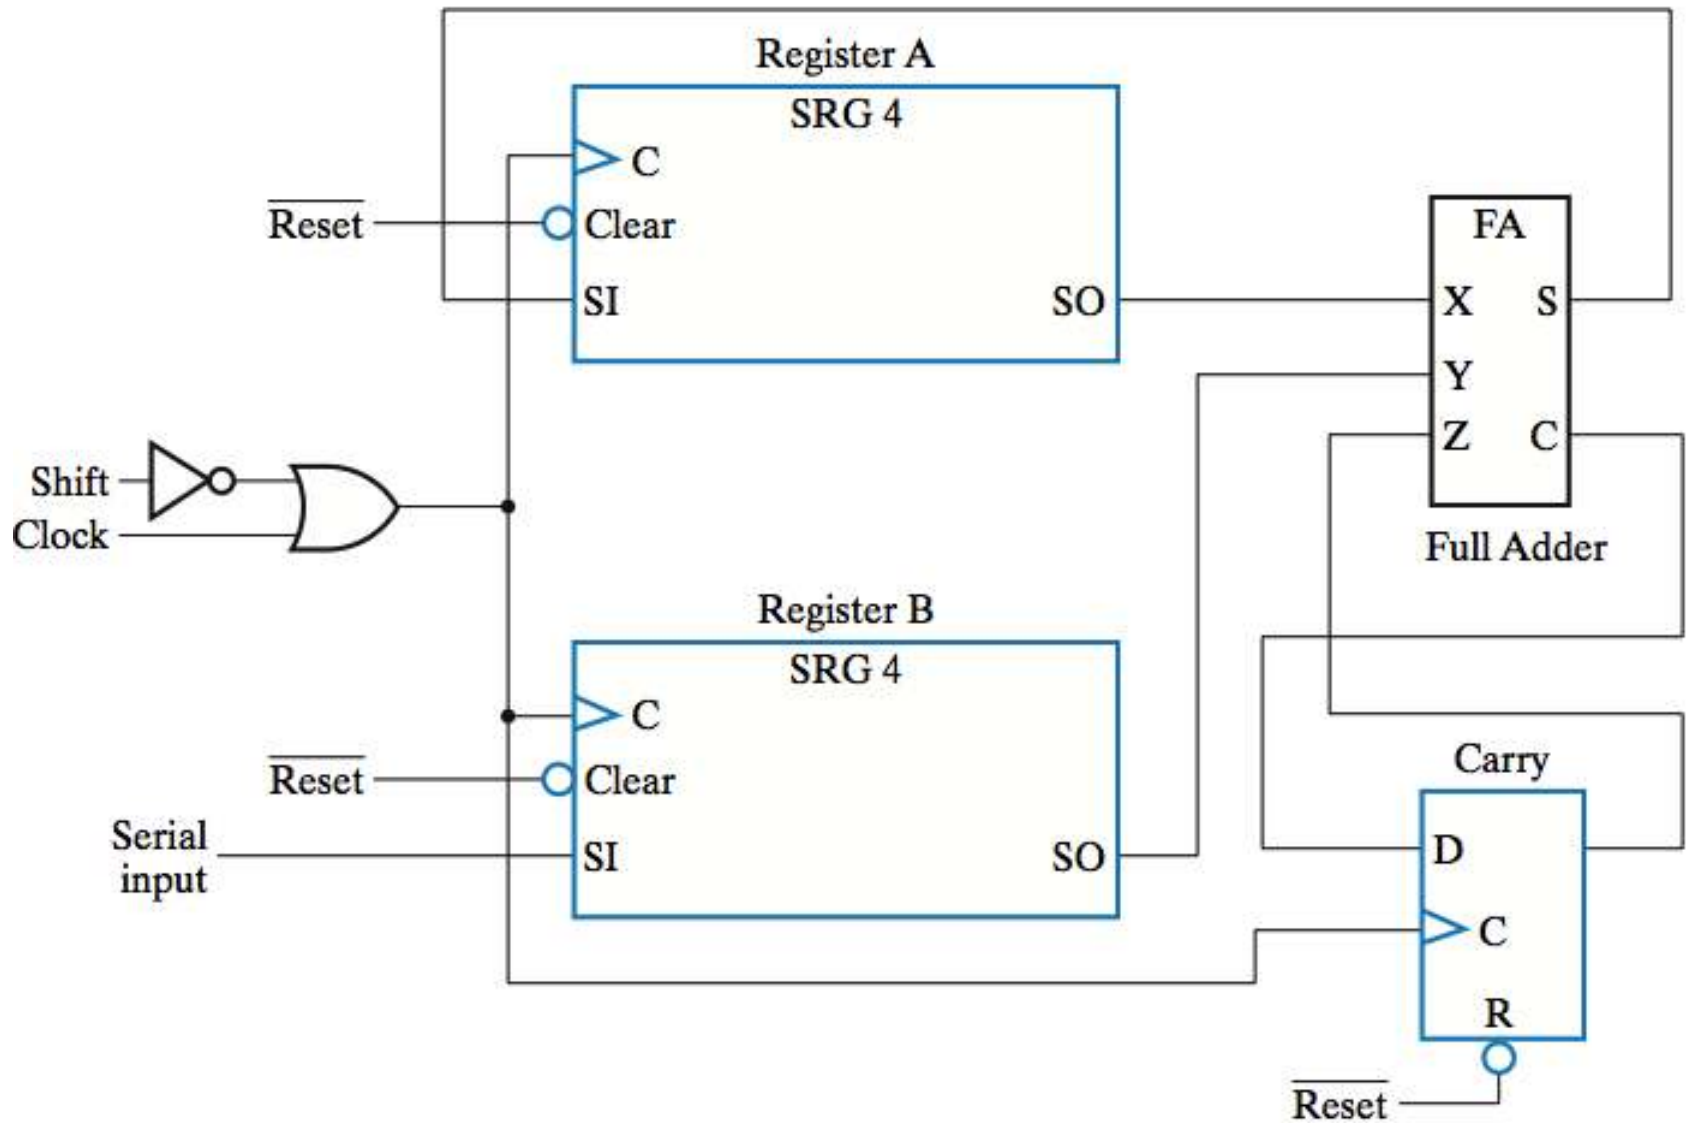 Register A
SRG 4
C
Reset
Clear
SI
SO
FA
X
S
Y
Z
C
Full Adder
Shift
Clock
Register B
SRG 4
C
Reset
Clear
Serial
input
SI
SO
Carry
D
C
R
Reset